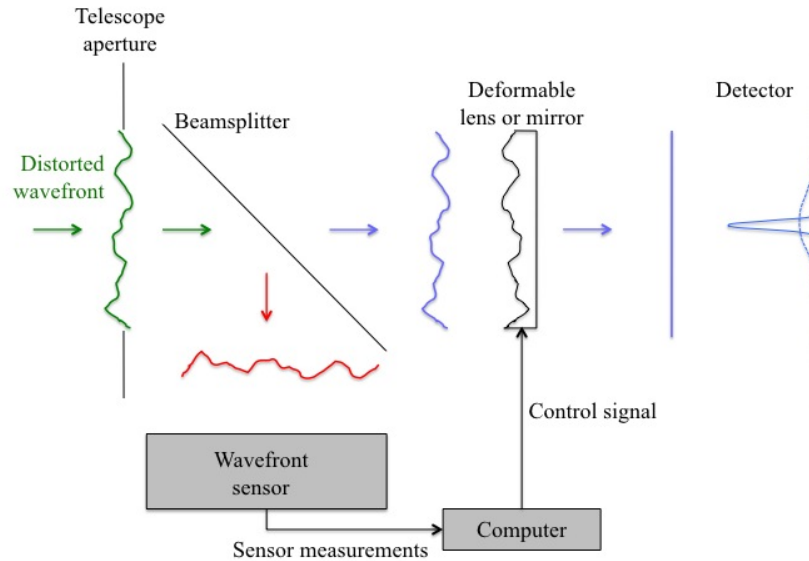 Telescope
aperture
Beamsplitter
Deformable
lens or mirror
Detector
Distorted
wavefront
Control signal
Wavefront
sensor
Computer
Sensor measurements